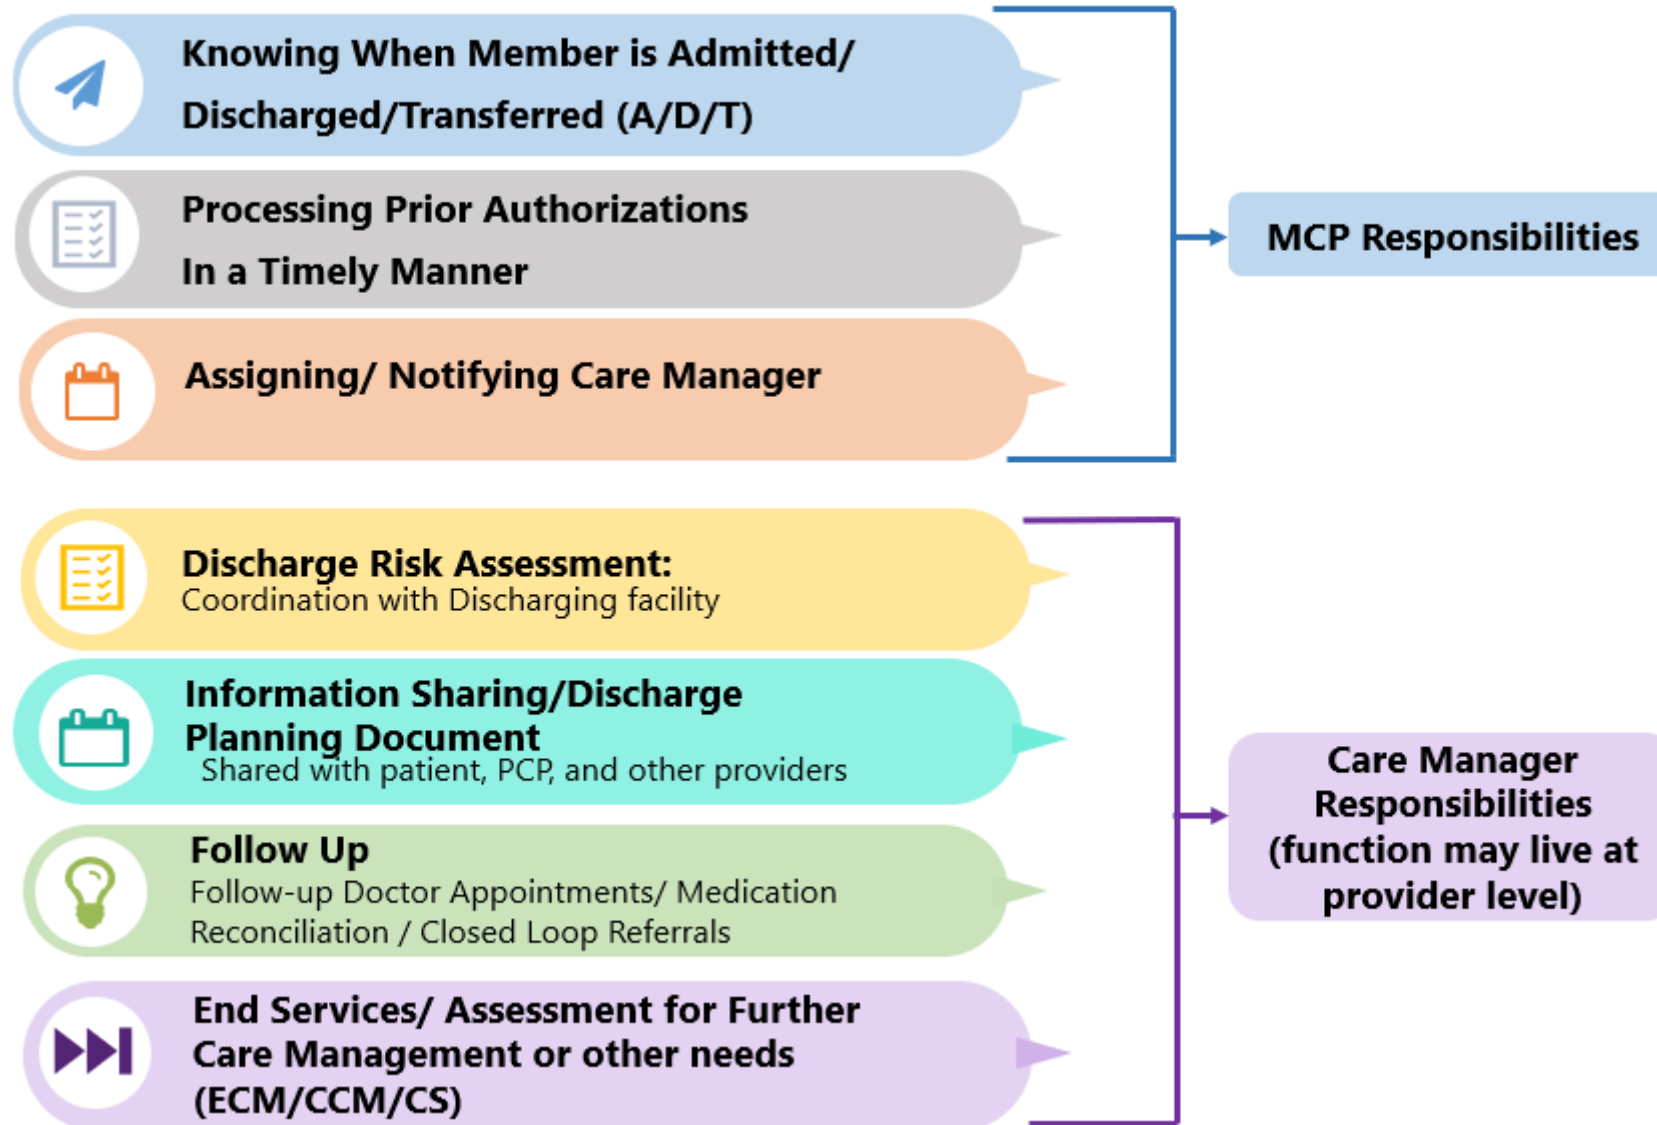 Knowing When Member is Admitted/
Discharged/Transferred (A/D/T)
Processing Prior Authorizations
In a Timely Manner
Assigning/ Notifying Care Manager
MCP Responsibilities
Discharge Risk Assessment:
Coordination with Discharging facility
Information Sharing/Discharge
Planning Document
Shared with patient, PCP, and other providers
Follow Up
Follow-up Doctor Appointments/ Medication
Reconciliation / Closed Loop Referrals
End Services/ Assessment for Further
Care Management or other needs
(ECM/CCM/CS)
Care Manager
Responsibilities
(function may live at
provider level)